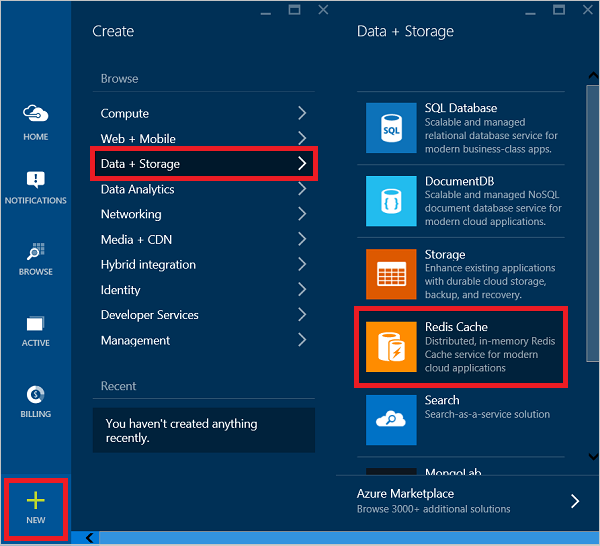 HOME
NOTIFICATIONS
BROWSE
ACTIVE
BILLING
NEW
Create
Browse
Compute
Web + Mobile
Data + Storage
Data Analytics
Networking
Media + CDN
Hybrid integration
Identity
Developer Services
Management
Recent
You haven't created anything
recently.
Data + Storage
SQL
SQL Database
Scalable and managed
relational database service for
modern business-class apps.
DocumentDB
Scalable and managed NoSQL
document database service for
modern cloud applications.
Storage
Enhance existing applications
with durable cloud storage,
backup, and recovery.
Redis Cache
Distributed, in-memory Redis
Cache service for modern
cloud applications
Search
Search-as-a-service solution
MongoLab
Azure Marketplace
Browse 3000+ additional solutions